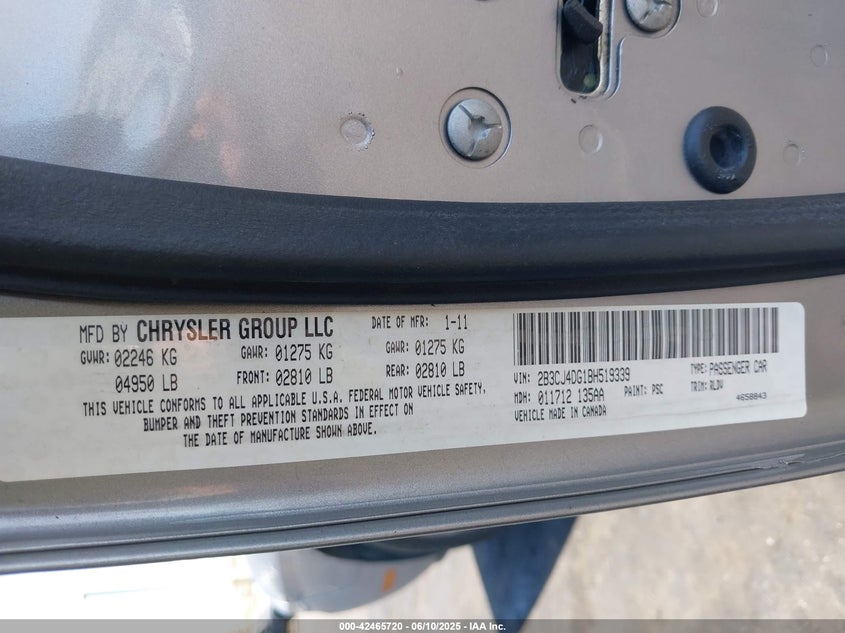 MFD BY CHRYSLER GROUP LLC DATE OF MFR: 1-11
GVWR: 02246 KG GAWR: 01275 KG GAWR: 01275 KG
04950 LB FRONT: 02810 LB REAR: 02810 LB
THIS VEHICLE CONFORMS TO ALL APPLICABLE U.S.A. FEDERAL MOTOR VEHICLE SAFETY,
BUMPER AND THEFT PREVENTION STANDARDS IN EFFECT ON
THE DATE OF MANUFACTURE SHOWN ABOVE.
VIN: 2B3CJ4DG1BH519339 TYPE: PASSENGER CAR
MDH: 011712 135AA PAINT: PSC TRIM: RLDV
VEHICLE MADE IN CANADA 4658843
000-42465720 - 06/10/2025 - IAA Inc.